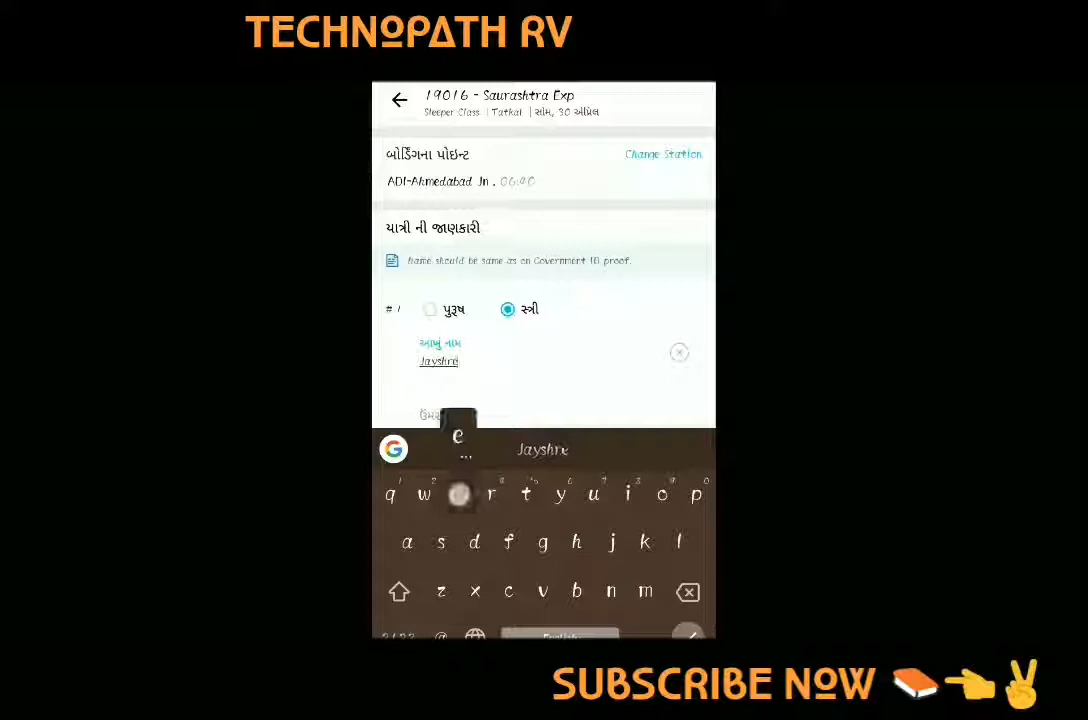 TECHNOPATH RV
19016 - Saurashtra Exp
Sleeper Class | Tatkal | સોમ, 30 એપ્રિલ
બોર્ડિંગના પોઇન્ટ Change Station
ADI-Ahmedabad Jn . 06:40
યાત્રી ની જાણકારી
Name should be same as on Government ID proof.
# 1 પુરૂષ સ્ત્રી
આખું નામ
Jayshre
e
G Jayshre
q w r t y u i o p
a s d f g h j k l
z x c v b n m
English
SUBSCRIBE NOW